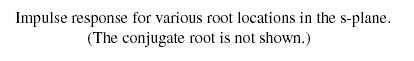 Impulse response for various root locations in the s-plane.
(The conjugate root is not shown.)